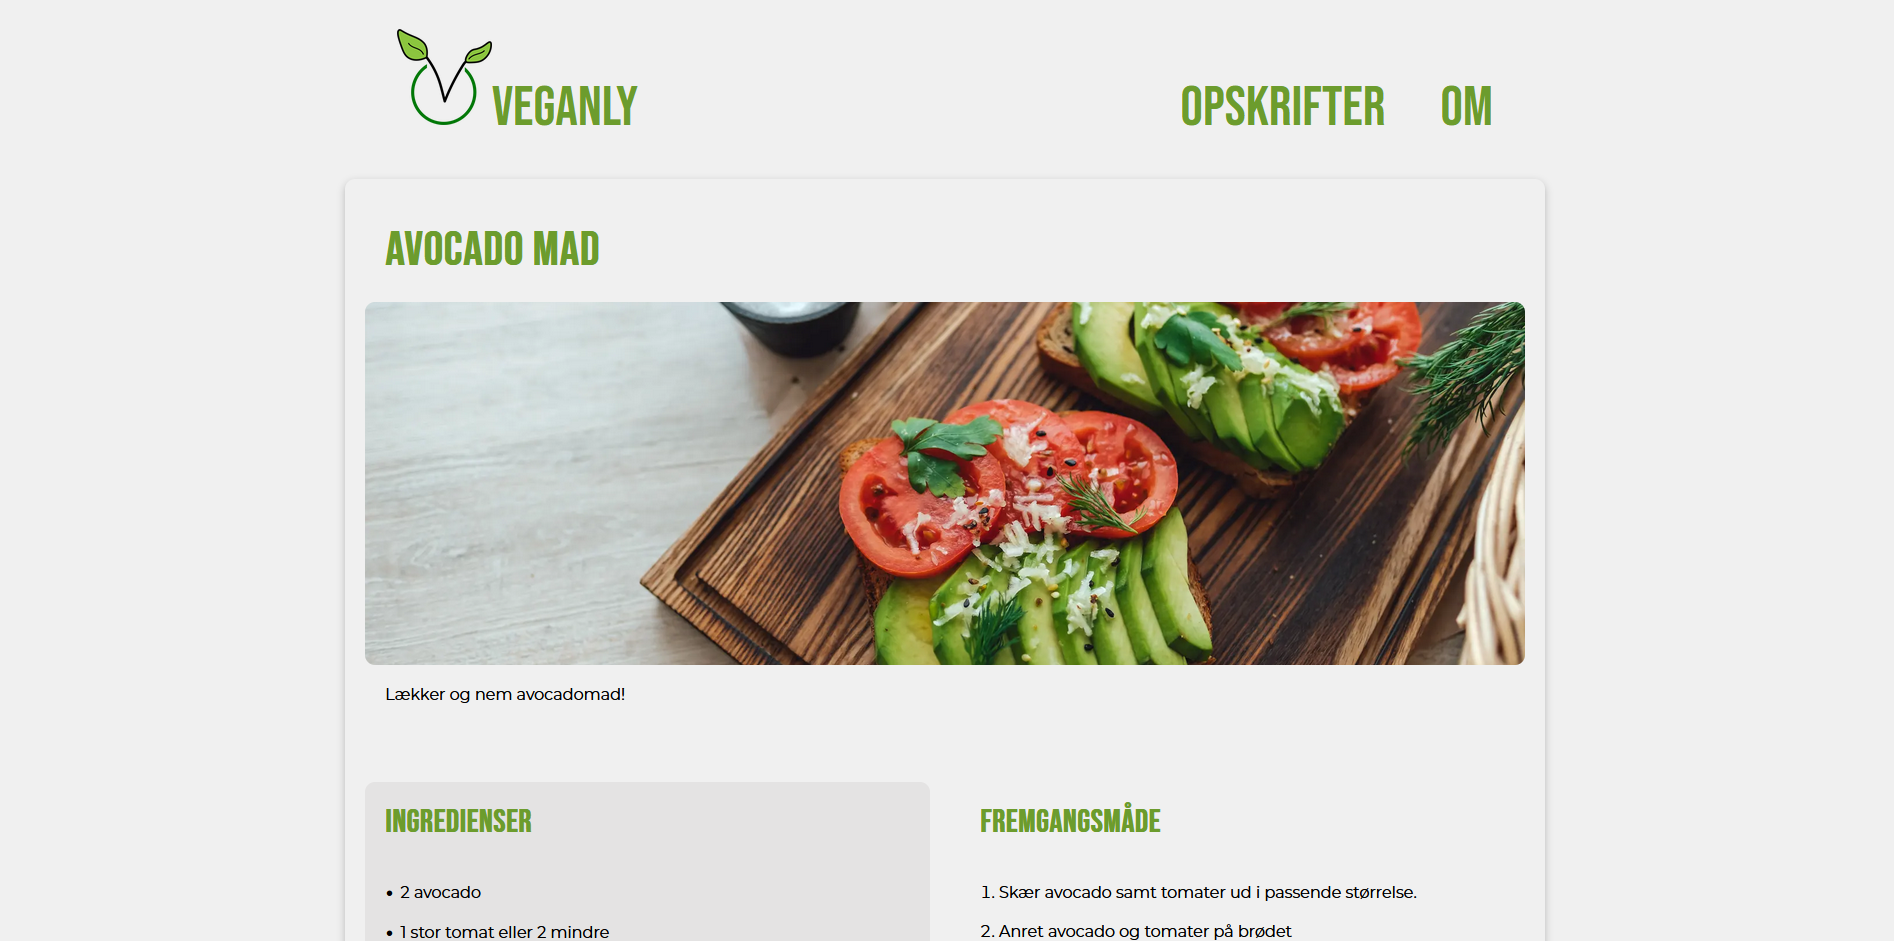 VEGANLY
OPSKRIFTER OM
AVOCADO MAD
Lækker og nem avocadomad!
INGREDIENSER
• 2 avocado
• 1 stor tomat eller 2 mindre
FREMGANGSMÅDE
1. Skær avocado samt tomater ud i passende størrelse.
2. Anret avocado og tomater på brødet